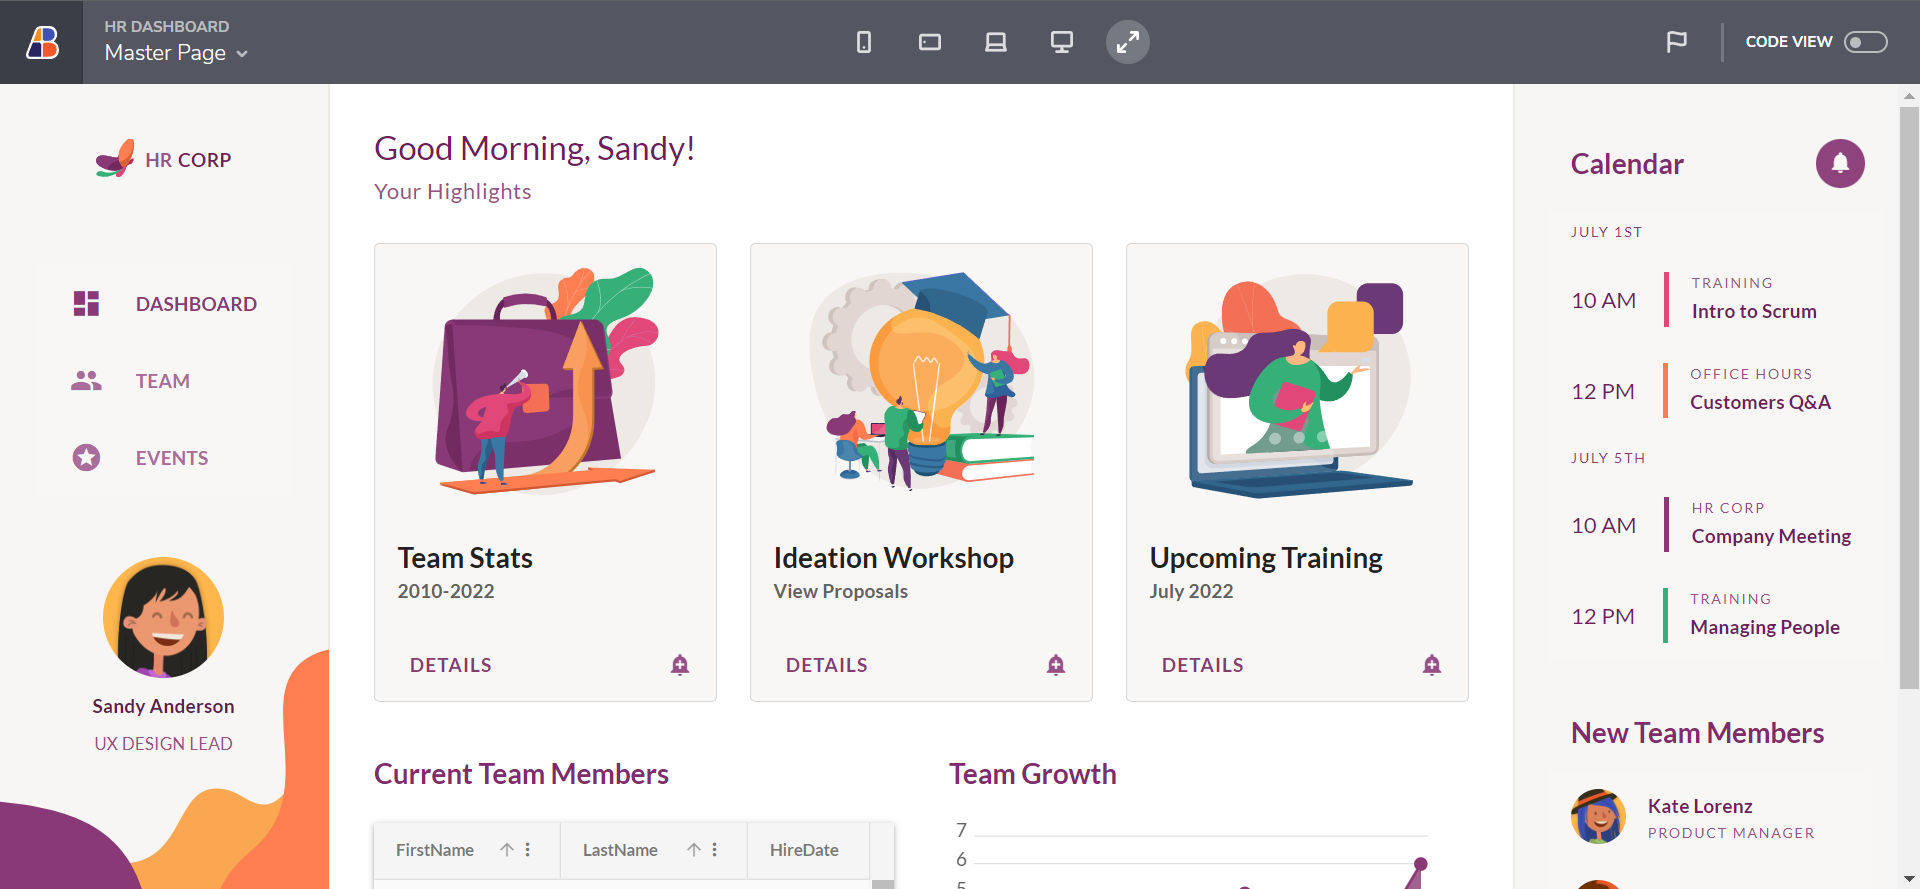 HR DASHBOARD
Master Page
CODE VIEW
HR CORP
DASHBOARD
TEAM
EVENTS
Sandy Anderson
UX DESIGN LEAD
Good Morning, Sandy!
Your Highlights
Team Stats
2010-2022
DETAILS
Ideation Workshop
View Proposals
DETAILS
Upcoming Training
July 2022
DETAILS
Current Team Members
FirstName LastName HireDate
Team Growth
7
6
5
Calendar
JULY 1ST
10 AM
TRAINING
Intro to Scrum
12 PM
OFFICE HOURS
Customers Q&A
JULY 5TH
10 AM
HR CORP
Company Meeting
12 PM
TRAINING
Managing People
New Team Members
Kate Lorenz
PRODUCT MANAGER